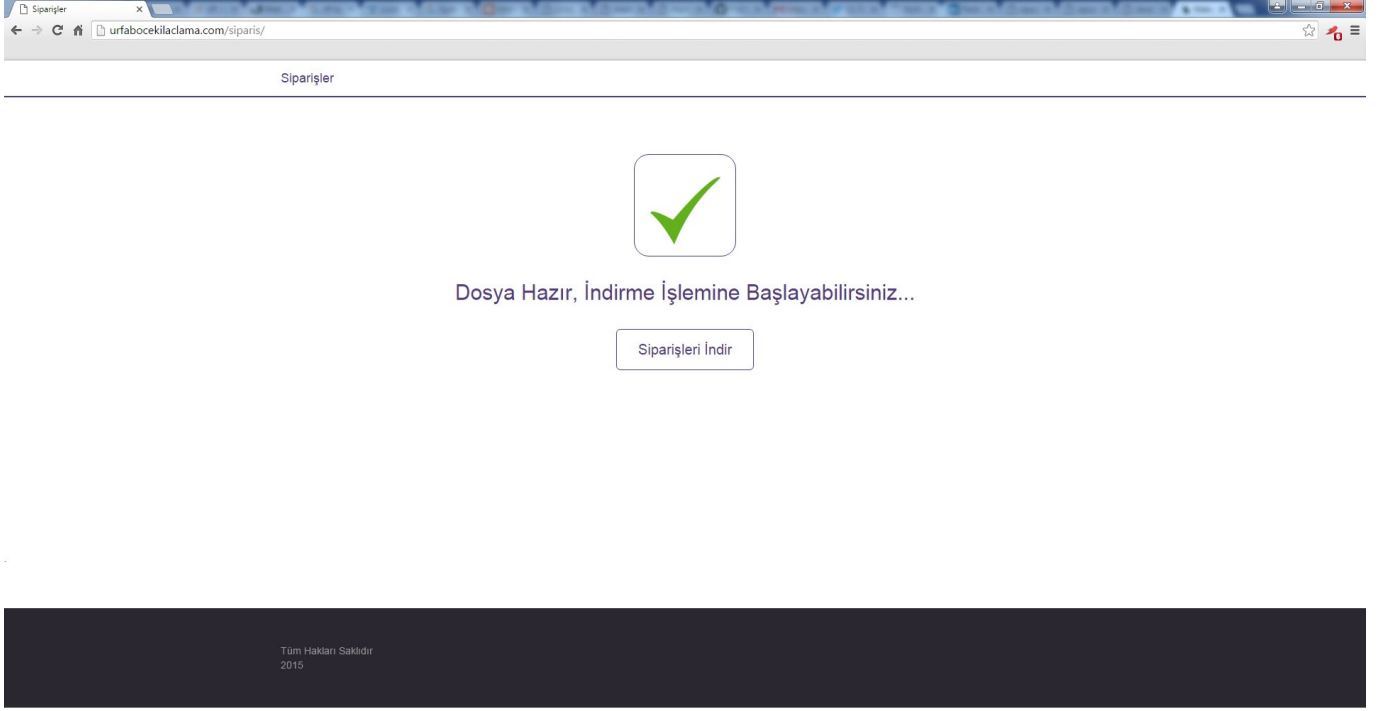 Siparişler
urfabocekilaclama.com/siparis/
Siparişler
Dosya Hazır, İndirme İşlemine Başlayabilirsiniz...
Siparişleri İndir
Tüm Hakları Saklıdır
2015